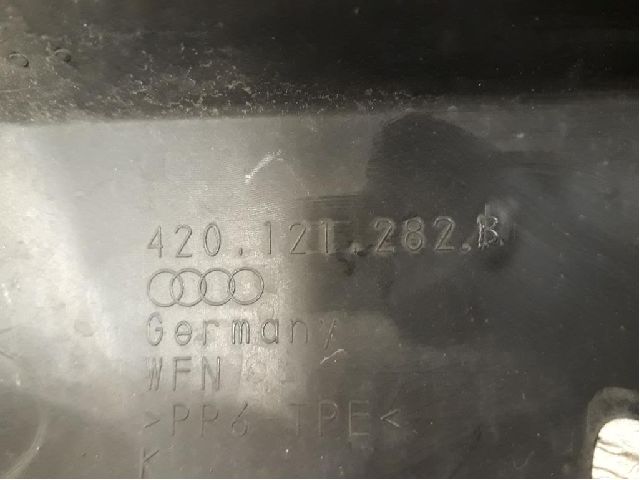 420.121.282.B
Germany
WFN
>PP6-TPE<
K